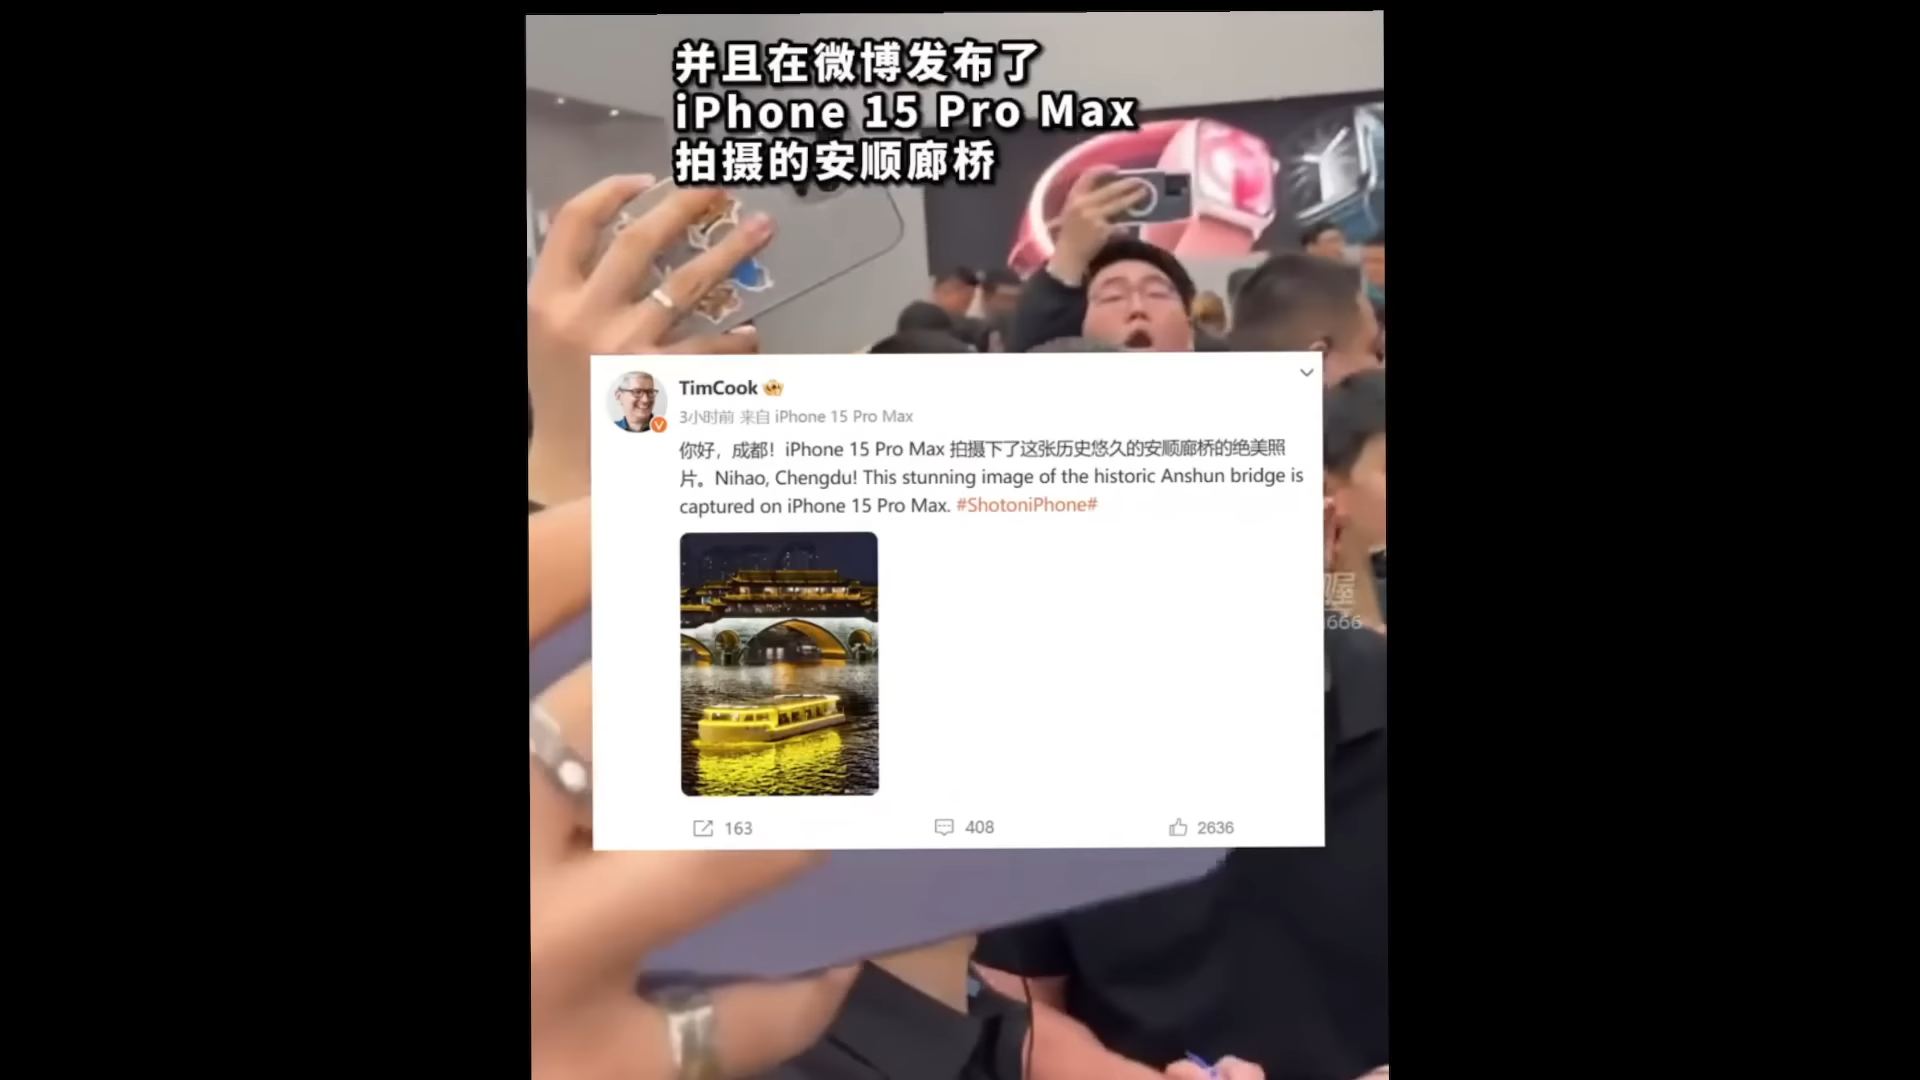 并且在微博发布了
iPhone 15 Pro Max
拍摄的安顺廊桥
TimCook
3小时前 来自 iPhone 15 Pro Max
你好，成都！iPhone 15 Pro Max 拍摄下了这张历史悠久的安顺廊桥的绝美照
片。Nihao, Chengdu! This stunning image of the historic Anshun bridge is
captured on iPhone 15 Pro Max. #ShotoniPhone#
666
163
408
2636